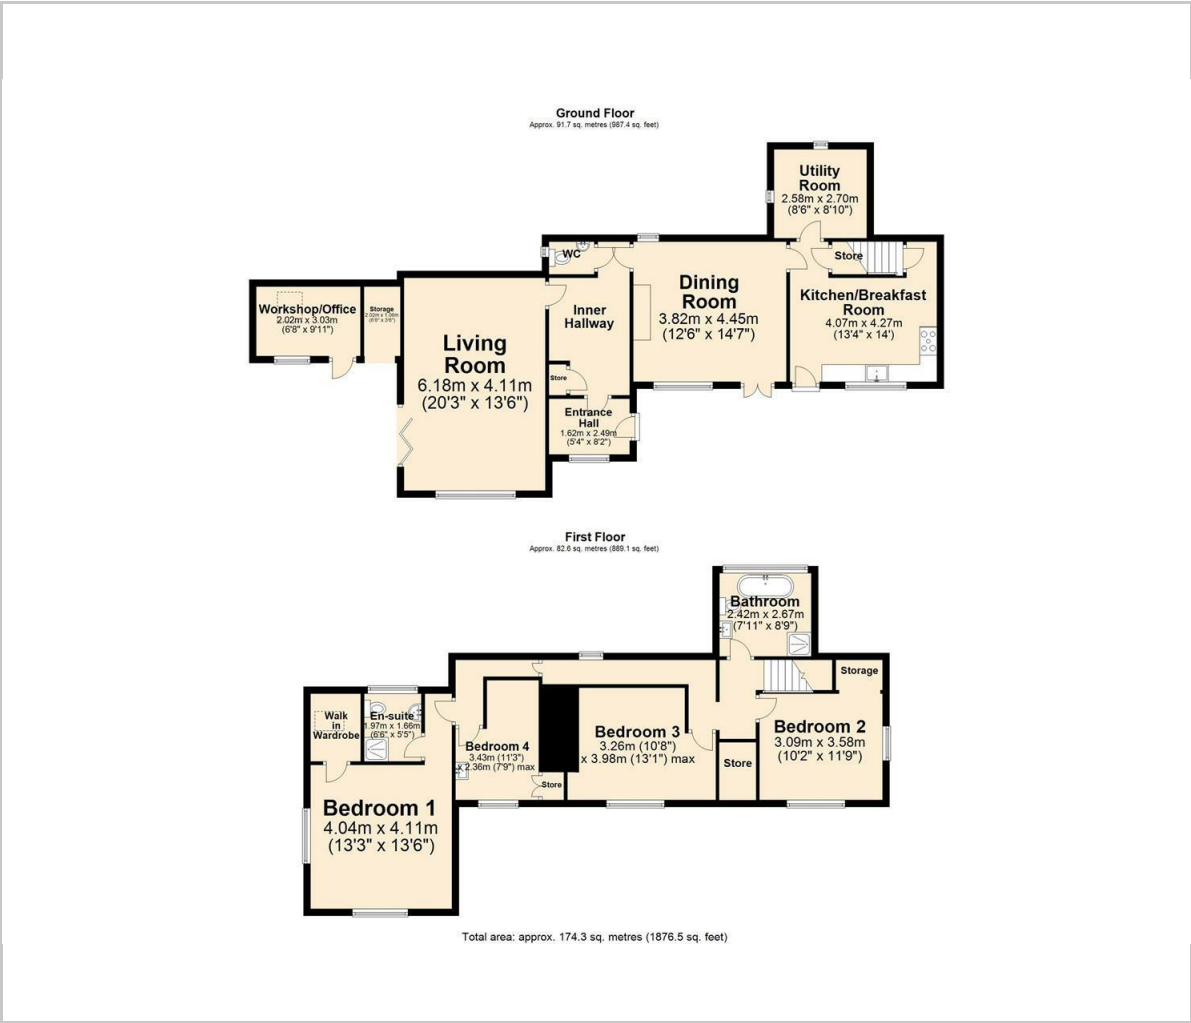 Ground Floor
Approx. 91.7 sq. metres (987.4 sq. feet)
Utility
Room
2.58m x 2.70m
(8'6" x 8'10")
WC
Store
Dining
Room
3.82m x 4.45m
(12'6" x 14'7")
Kitchen/Breakfast
Room
4.07m x 4.27m
(13'4" x 14')
Inner
Hallway
Workshop/Office
2.02m x 3.03m
(6'8" x 9'11")
Storage
2.02m x 1.06m
(6'8" x 3'6")
Living
Room
6.18m x 4.11m
(20'3" x 13'6")
Store
Entrance
Hall
1.62m x 2.49m
(5'4" x 8'2")
First Floor
Approx. 82.6 sq. metres (889.1 sq. feet)
Bathroom
2.42m x 2.67m
(7'11" x 8'9")
Storage
Walk
in
Wardrobe
En-suite
1.97m x 1.66m
(6'6" x 5'5")
Bedroom 4
3.43m (11'3")
x 2.36m (7'9") max
Store
Bedroom 3
3.26m (10'8")
x 3.98m (13'1") max
Store
Bedroom 2
3.09m x 3.58m
(10'2" x 11'9")
Bedroom 1
4.04m x 4.11m
(13'3" x 13'6")
Total area: approx. 174.3 sq. metres (1876.5 sq. feet)